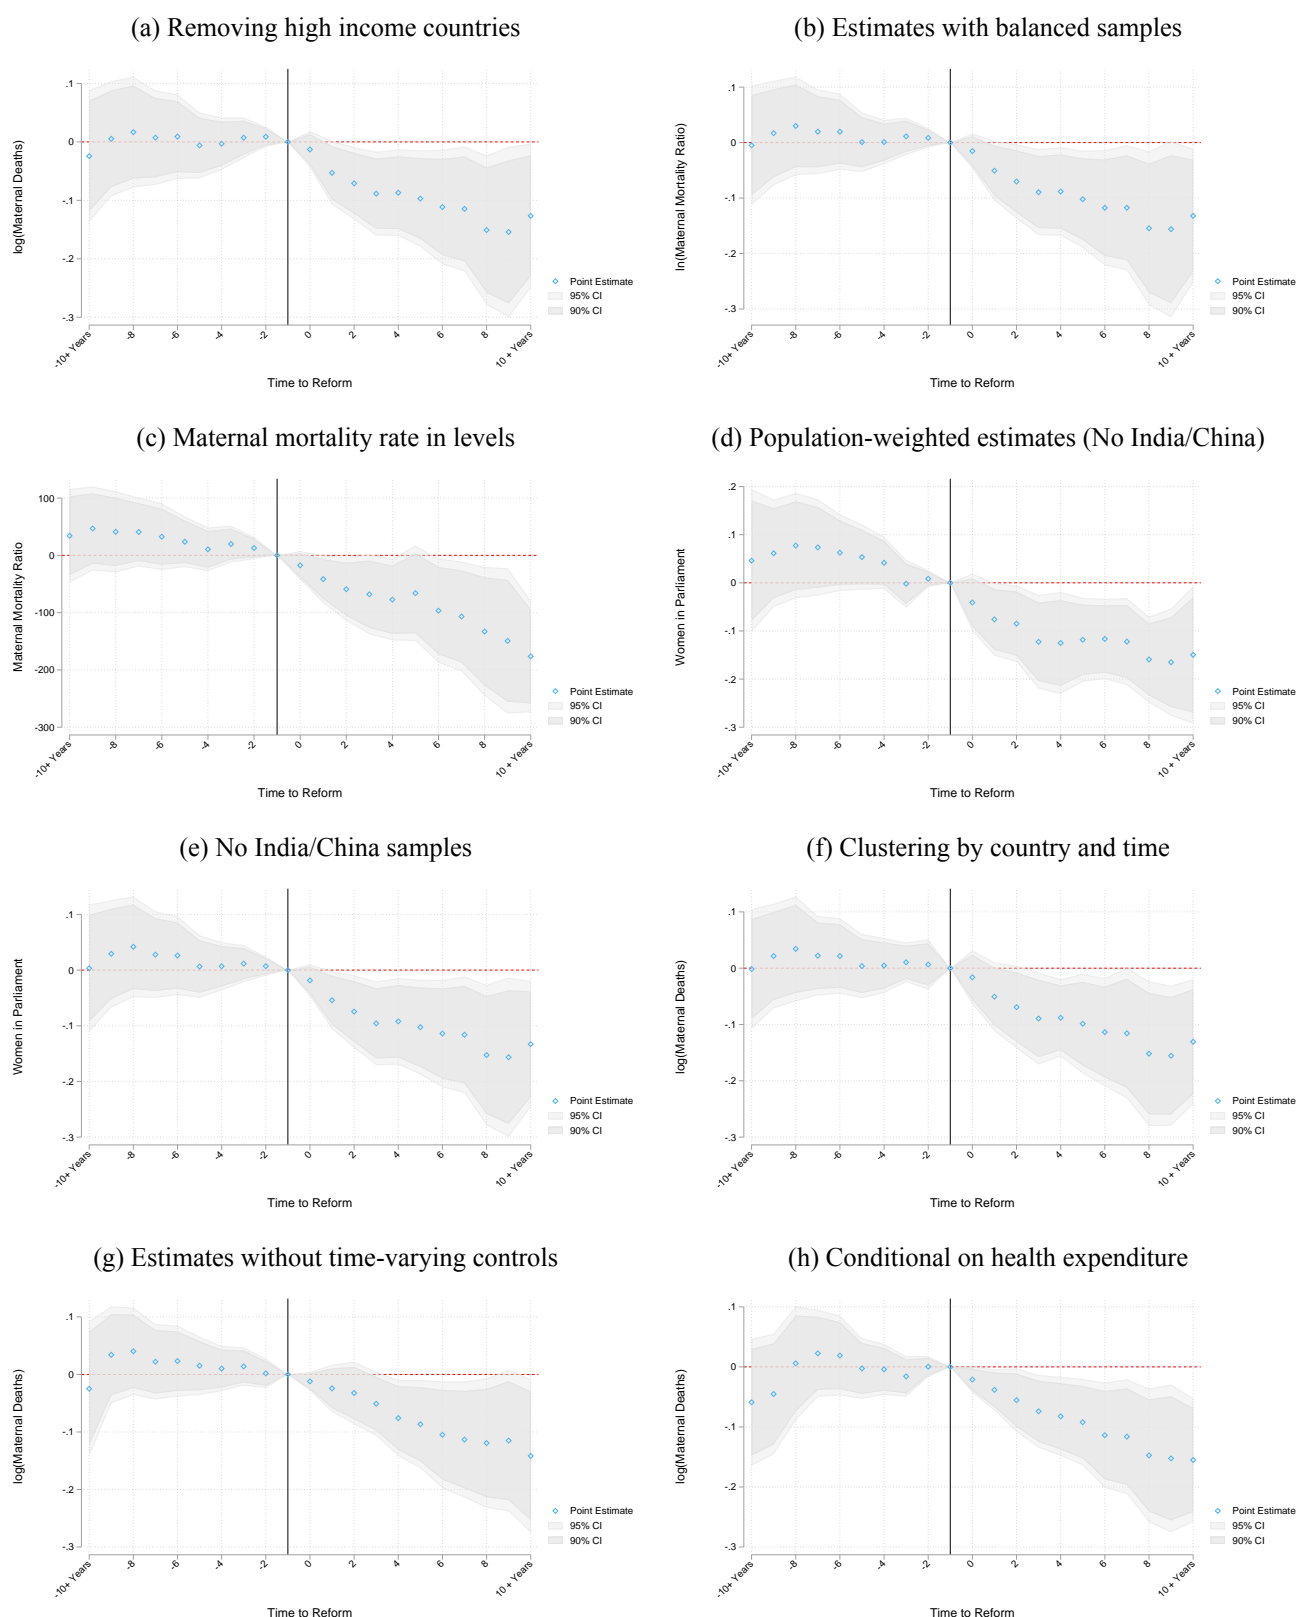 (a) Removing high income countries
log(Maternal Deaths)
.1
0
-.1
-.2
-.3
-10+ Years
-8
-6
-4
-2
0
2
4
6
8
10 + Years
Time to Reform
Point Estimate
95% CI
90% CI
(b) Estimates with balanced samples
ln(Maternal Mortality Ratio)
.1
0
-.1
-.2
-.3
-10+ Years
-8
-6
-4
-2
0
2
4
6
8
10 + Years
Time to Reform
Point Estimate
95% CI
90% CI
(c) Maternal mortality rate in levels
Maternal Mortality Ratio
100
0
-100
-200
-300
-10+ Years
-8
-6
-4
-2
0
2
4
6
8
10 + Years
Time to Reform
Point Estimate
95% CI
90% CI
(d) Population-weighted estimates (No India/China)
Women in Parliament
.2
.1
0
-.1
-.2
-.3
-10+ Years
-8
-6
-4
-2
0
2
4
6
8
10 + Years
Time to Reform
Point Estimate
95% CI
90% CI
(e) No India/China samples
Women in Parliament
.1
0
-.1
-.2
-.3
-10+ Years
-8
-6
-4
-2
0
2
4
6
8
10 + Years
Time to Reform
Point Estimate
95% CI
90% CI
(f) Clustering by country and time
log(Maternal Deaths)
.1
0
-.1
-.2
-.3
-10+ Years
-8
-6
-4
-2
0
2
4
6
8
10 + Years
Time to Reform
Point Estimate
95% CI
90% CI
(g) Estimates without time-varying controls
log(Maternal Deaths)
.1
0
-.1
-.2
-.3
-10+ Years
-8
-6
-4
-2
0
2
4
6
8
10 + Years
Time to Reform
Point Estimate
95% CI
90% CI
(h) Conditional on health expenditure
log(Maternal Deaths)
.1
0
-.1
-.2
-.3
-10+ Years
-8
-6
-4
-2
0
2
4
6
8
10 + Years
Time to Reform
Point Estimate
95% CI
90% CI